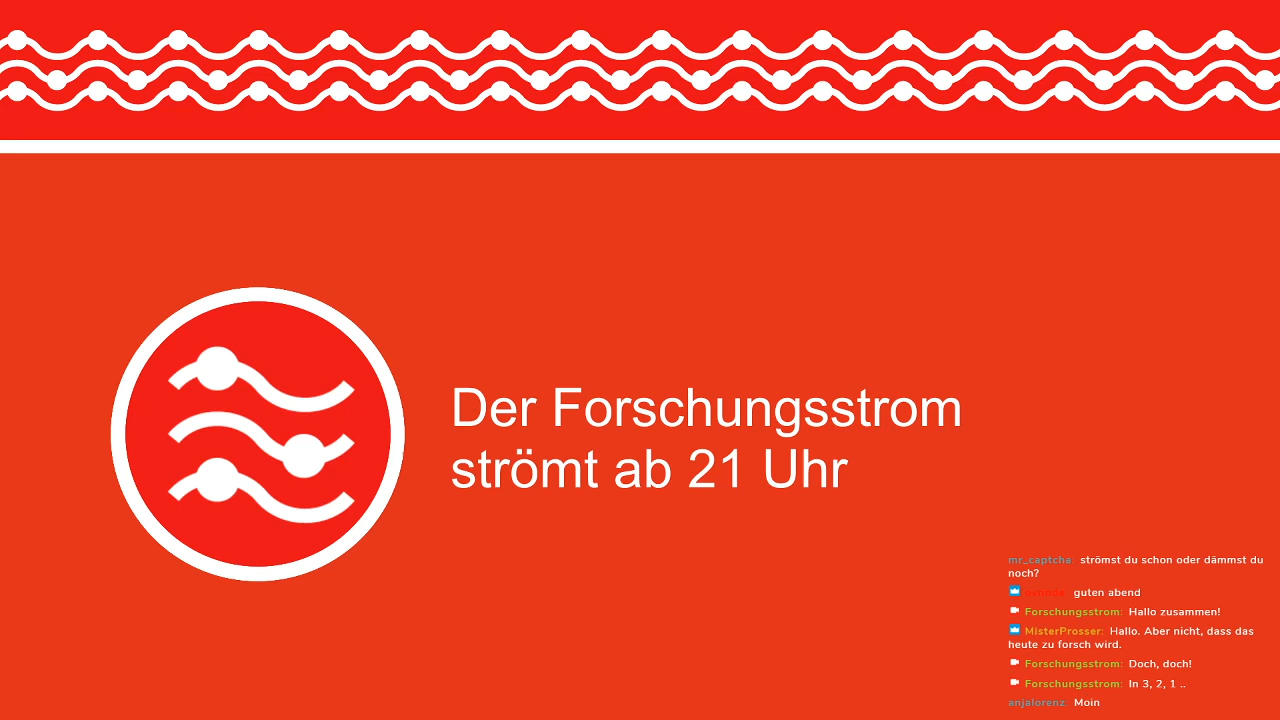 Der Forschungsstrom
strömt ab 21 Uhr
mr_captcha: strömst du schon oder dämmst du
noch?
guten abend
Forschungsstrom: Hallo zusammen!
MisterProsser: Hallo. Aber nicht, dass das
heute zu forsch wird.
Forschungsstrom: Doch, doch!
Forschungsstrom: In 3, 2, 1 ..
anjalorenz: Moin